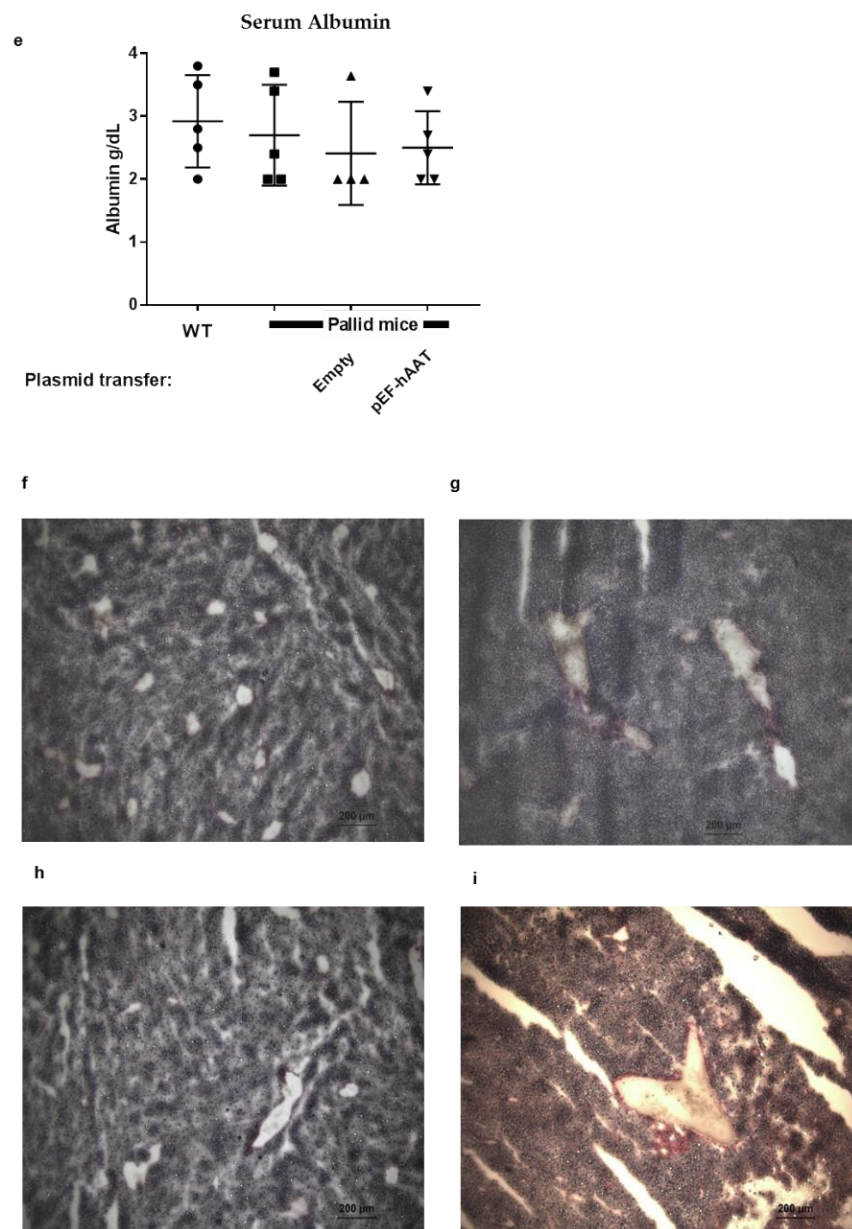 Serum Albumin
e
4
3
2
1
0
Albumin g/dL
WT
Pallid mice
Plasmid transfer:
Empty
pEF-hAAT
f
g
200 µm
200 µm
h
i
200 µm
200 µm